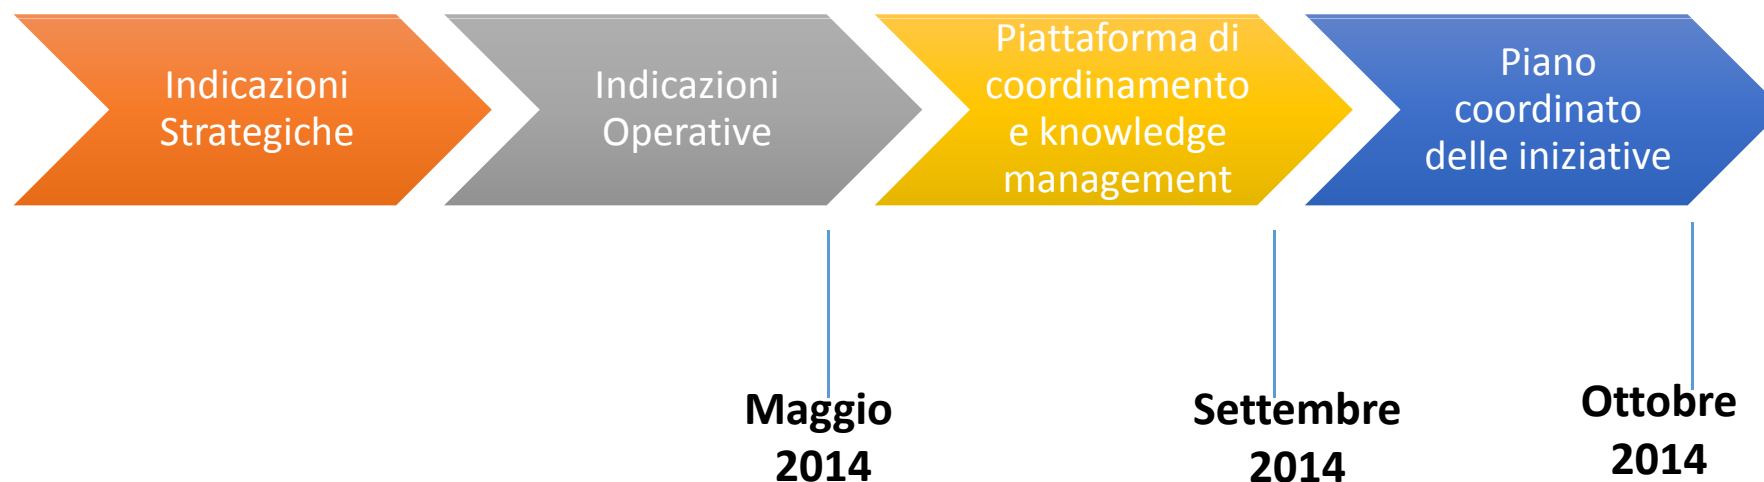 Indicazioni
Strategiche
Indicazioni
Operative
Piattaforma di
coordinamento
e knowledge
management
Piano
coordinato
delle iniziative
Maggio
2014
Settembre
2014
Ottobre
2014